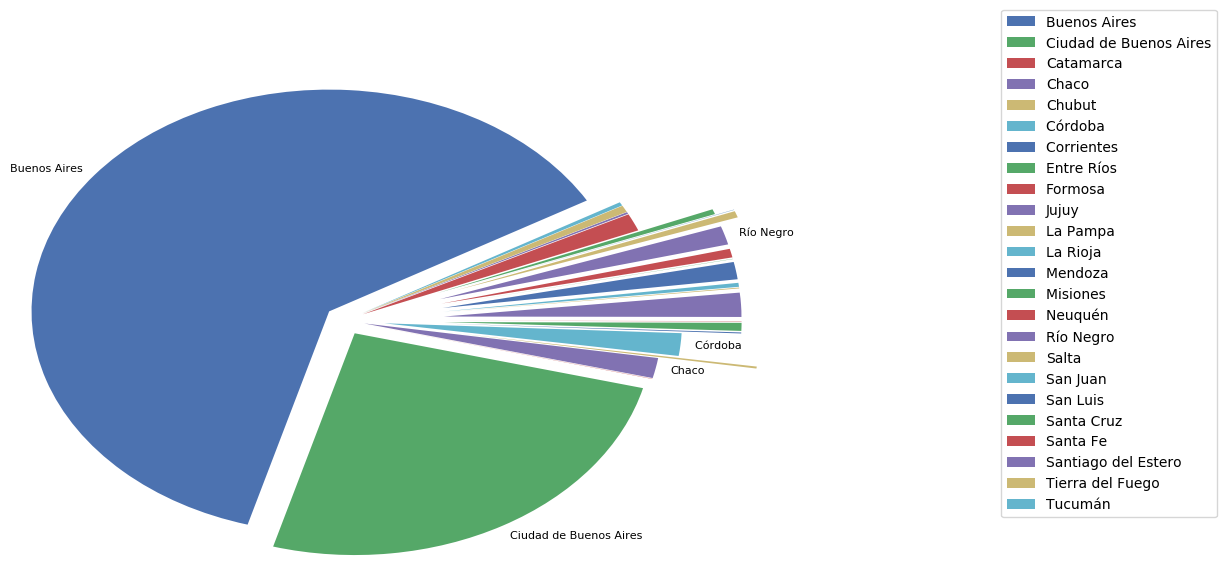 Buenos Aires
Río Negro
Córdoba
Chaco
Ciudad de Buenos Aires
Buenos Aires
Ciudad de Buenos Aires
Catamarca
Chaco
Chubut
Córdoba
Corrientes
Entre Ríos
Formosa
Jujuy
La Pampa
La Rioja
Mendoza
Misiones
Neuquén
Río Negro
Salta
San Juan
San Luis
Santa Cruz
Santa Fe
Santiago del Estero
Tierra del Fuego
Tucumán